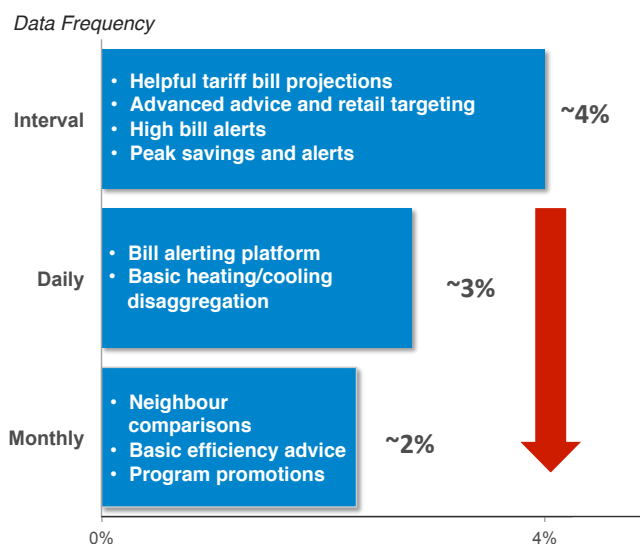 Data Frequency
Interval
• Helpful tariff bill projections
• Advanced advice and retail targeting
• High bill alerts
• Peak savings and alerts
~4%
Daily
• Bill alerting platform
• Basic heating/cooling
disaggregation
~3%
Monthly
• Neighbour
comparisons
• Basic efficiency advice
• Program promotions
~2%
0%
4%